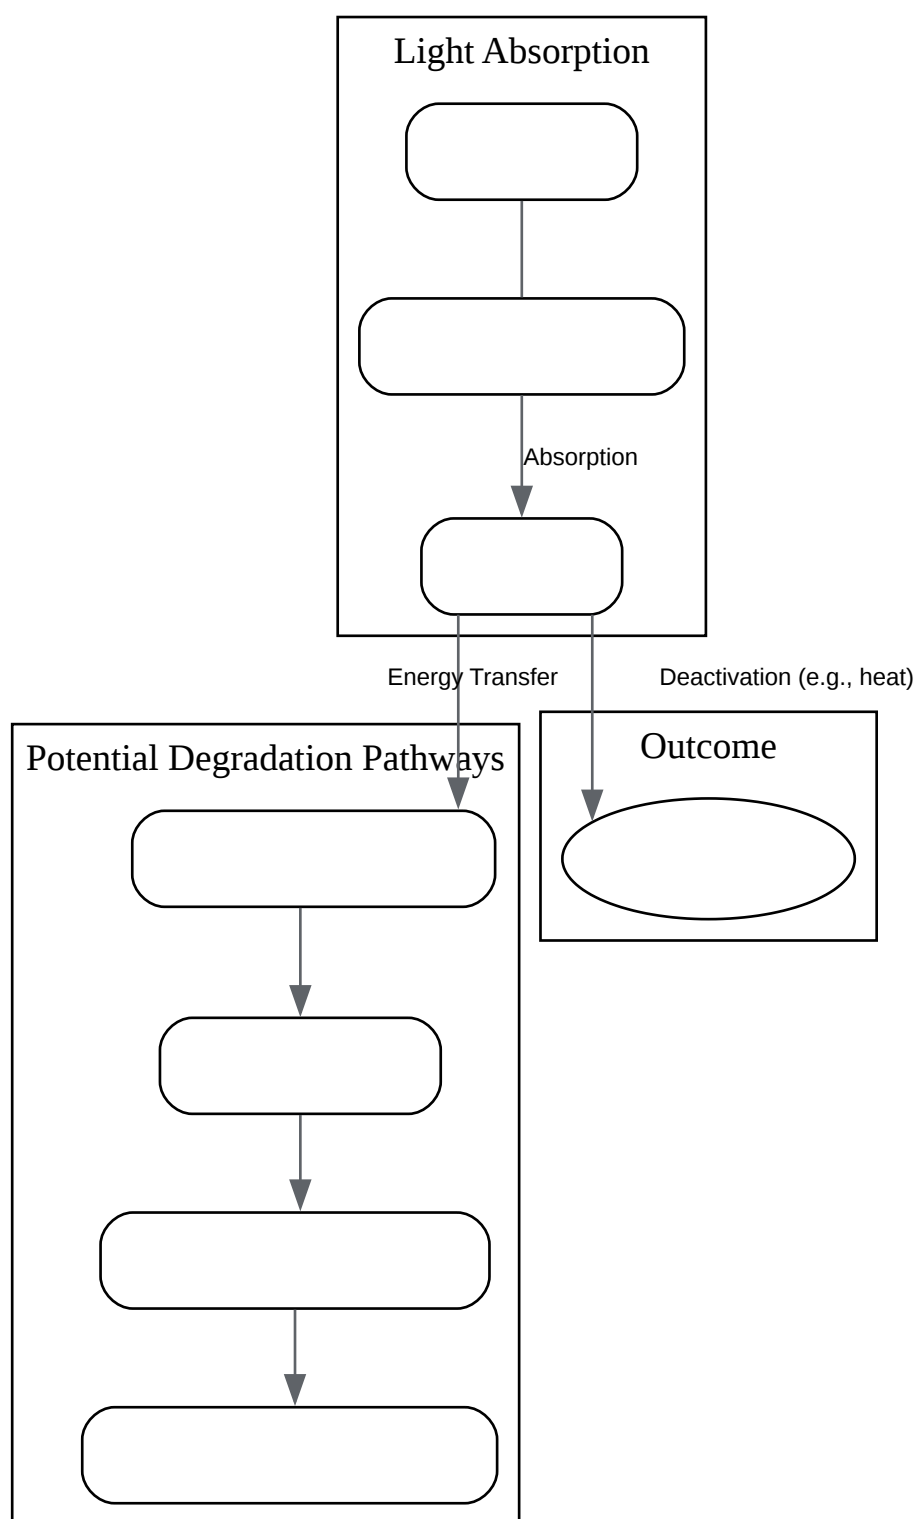 Light Absorption
Absorption
Energy Transfer
Deactivation (e.g., heat)
Potential Degradation Pathways
Outcome